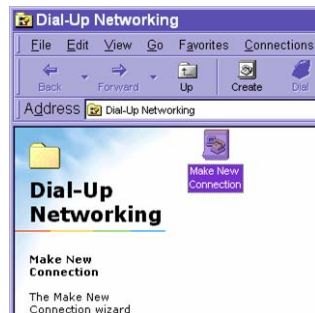 Dial-Up Networking
File Edit View Go Favorites Connections
Back Forward Up Create Dial
Address Dial-Up Networking
Make New
Connection
Dial-Up
Networking
Make New
Connection
The Make New
Connection wizard